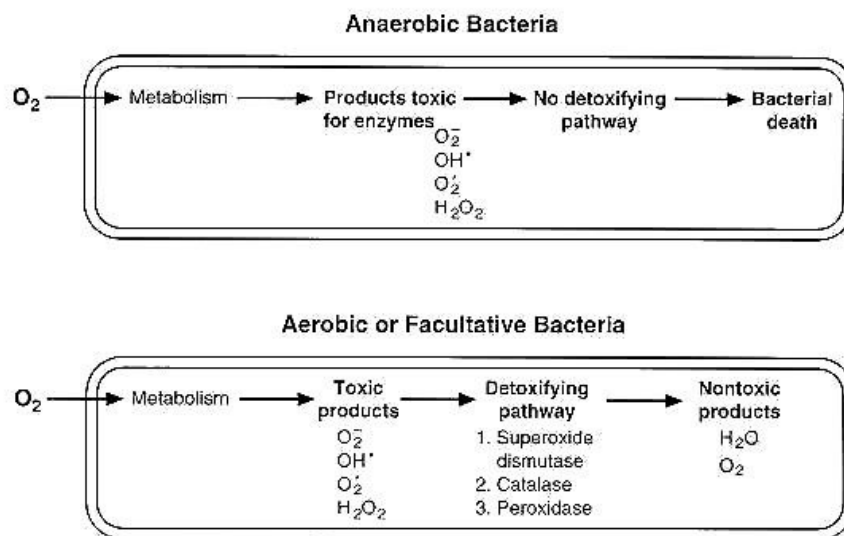 Anaerobic Bacteria
O₂ Metabolism Products toxic No detoxifying Bacterial
for enzymes pathway death
O₂⁻
OH•
O₂′
H₂O₂
Aerobic or Facultative Bacteria
O₂ Metabolism Toxic Detoxifying Nontoxic
products pathway products
O₂⁻ 1. Superoxide H₂O
OH• dismutase O₂
O₂′ 2. Catalase
H₂O₂ 3. Peroxidase